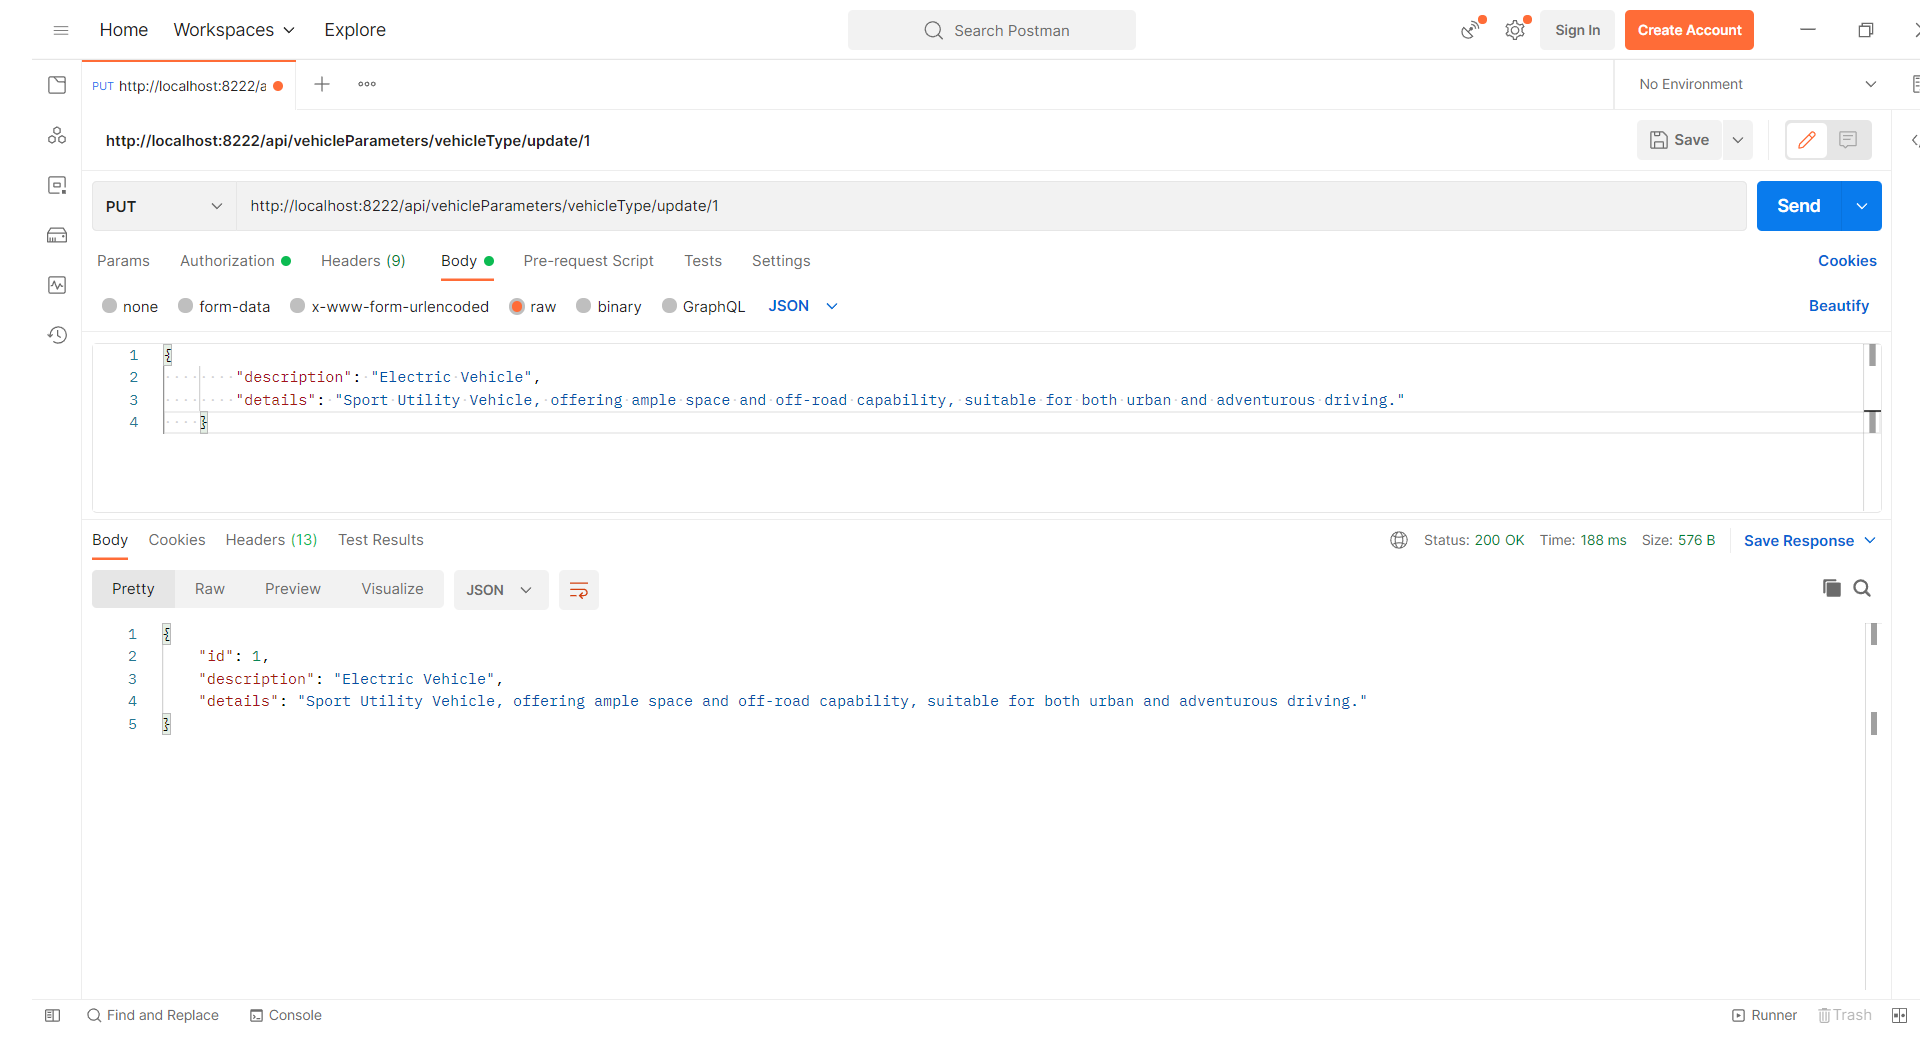 Home Workspaces Explore Search Postman Sign In Create Account
PUT http://localhost:8222/a No Environment
http://localhost:8222/api/vehicleParameters/vehicleType/update/1 Save
PUT http://localhost:8222/api/vehicleParameters/vehicleType/update/1 Send
Params Authorization Headers (9) Body Pre-request Script Tests Settings Cookies
none form-data x-www-form-urlencoded raw binary GraphQL JSON Beautify
1 {
2 "description": "Electric Vehicle",
3 "details": "Sport Utility Vehicle, offering ample space and off-road capability, suitable for both urban and adventurous driving."
4 }
Body Cookies Headers (13) Test Results Status: 200 OK Time: 188 ms Size: 576 B Save Response
Pretty Raw Preview Visualize JSON
1 {
2 "id": 1,
3 "description": "Electric Vehicle",
4 "details": "Sport Utility Vehicle, offering ample space and off-road capability, suitable for both urban and adventurous driving."
5 }
Find and Replace Console Runner Trash